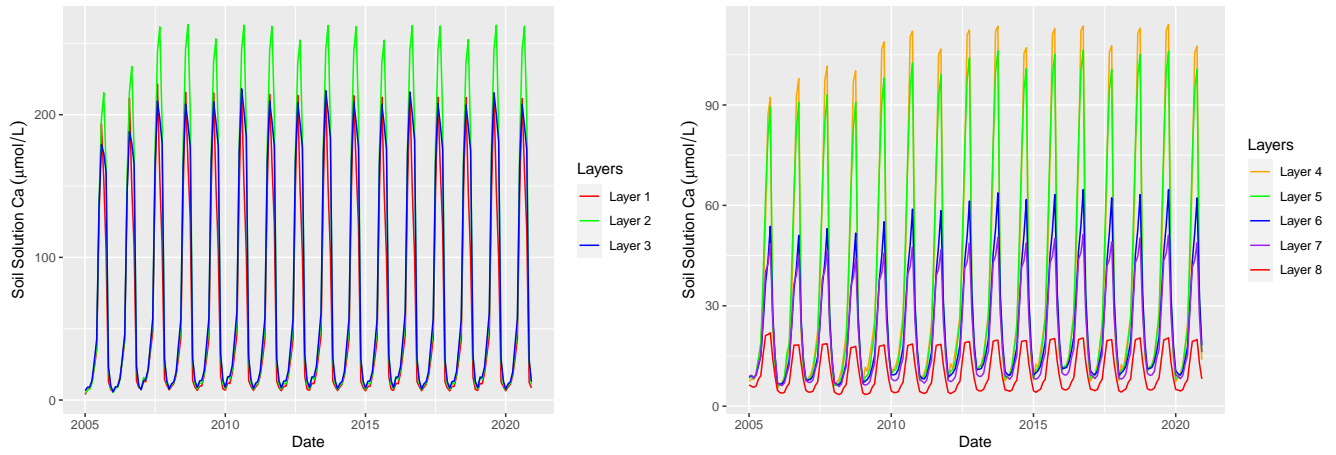 Soil Solution Ca (μmol/L)
200
100
0
2005
2010
2015
2020
Date
Layers
Layer 1
Layer 2
Layer 3
Soil Solution Ca (μmol/L)
90
60
30
0
2005
2010
2015
2020
Date
Layers
Layer 4
Layer 5
Layer 6
Layer 7
Layer 8